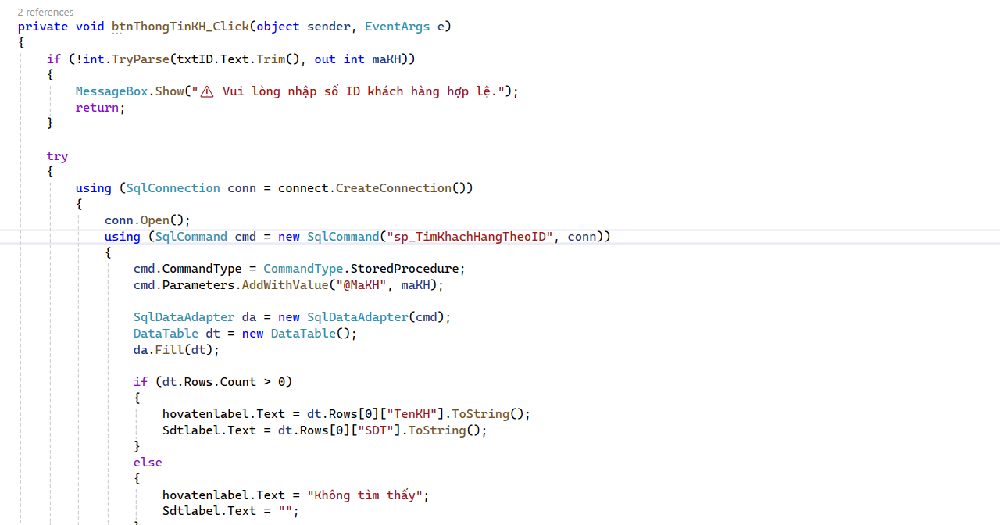 2 references
private void btnThongTinKH_Click(object sender, EventArgs e)
{
if (!int.TryParse(txtID.Text.Trim(), out int maKH))
{
MessageBox.Show("⚠ Vui lòng nhập số ID khách hàng hợp lệ.");
return;
}
try
{
using (SqlConnection conn = connect.CreateConnection())
{
conn.Open();
using (SqlCommand cmd = new SqlCommand("sp_TimKhachHangTheoID", conn))
{
cmd.CommandType = CommandType.StoredProcedure;
cmd.Parameters.AddWithValue("@MaKH", maKH);
SqlDataAdapter da = new SqlDataAdapter(cmd);
DataTable dt = new DataTable();
da.Fill(dt);
if (dt.Rows.Count > 0)
{
hovatenlabel.Text = dt.Rows[0]["TenKH"].ToString();
Sdtlabel.Text = dt.Rows[0]["SDT"].ToString();
}
else
{
hovatenlabel.Text = "Không tìm thấy";
Sdtlabel.Text = "";
}